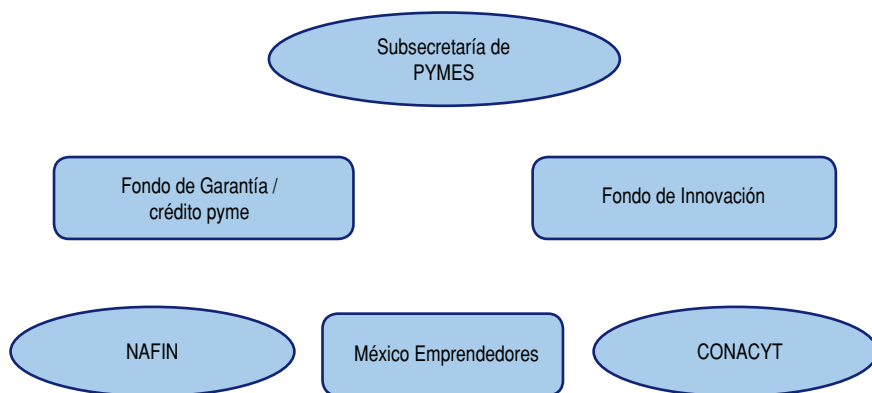 Subsecretaría de
PYMES
Fondo de Garantía /
crédito pyme
Fondo de Innovación
NAFIN
México Emprendedores
CONACYT